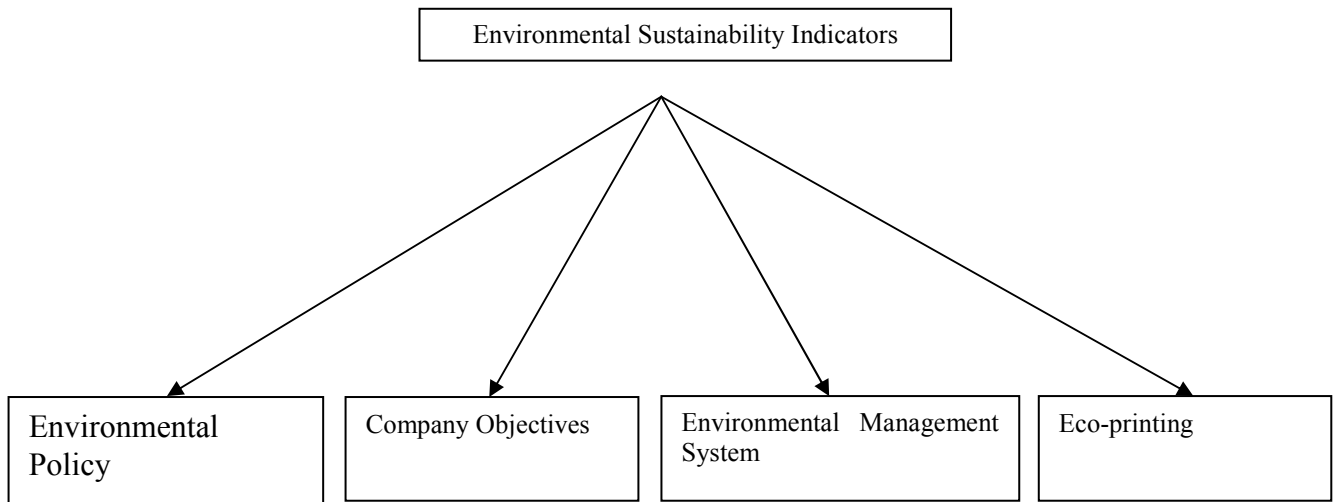 Environmental Sustainability Indicators
Environmental
Policy
Company Objectives
Environmental Management
System
Eco-printing